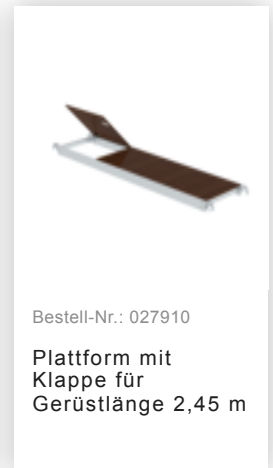 Bestell-Nr.: 027910
Plattform mit
Klappe für
Gerüstlänge 2,45 m